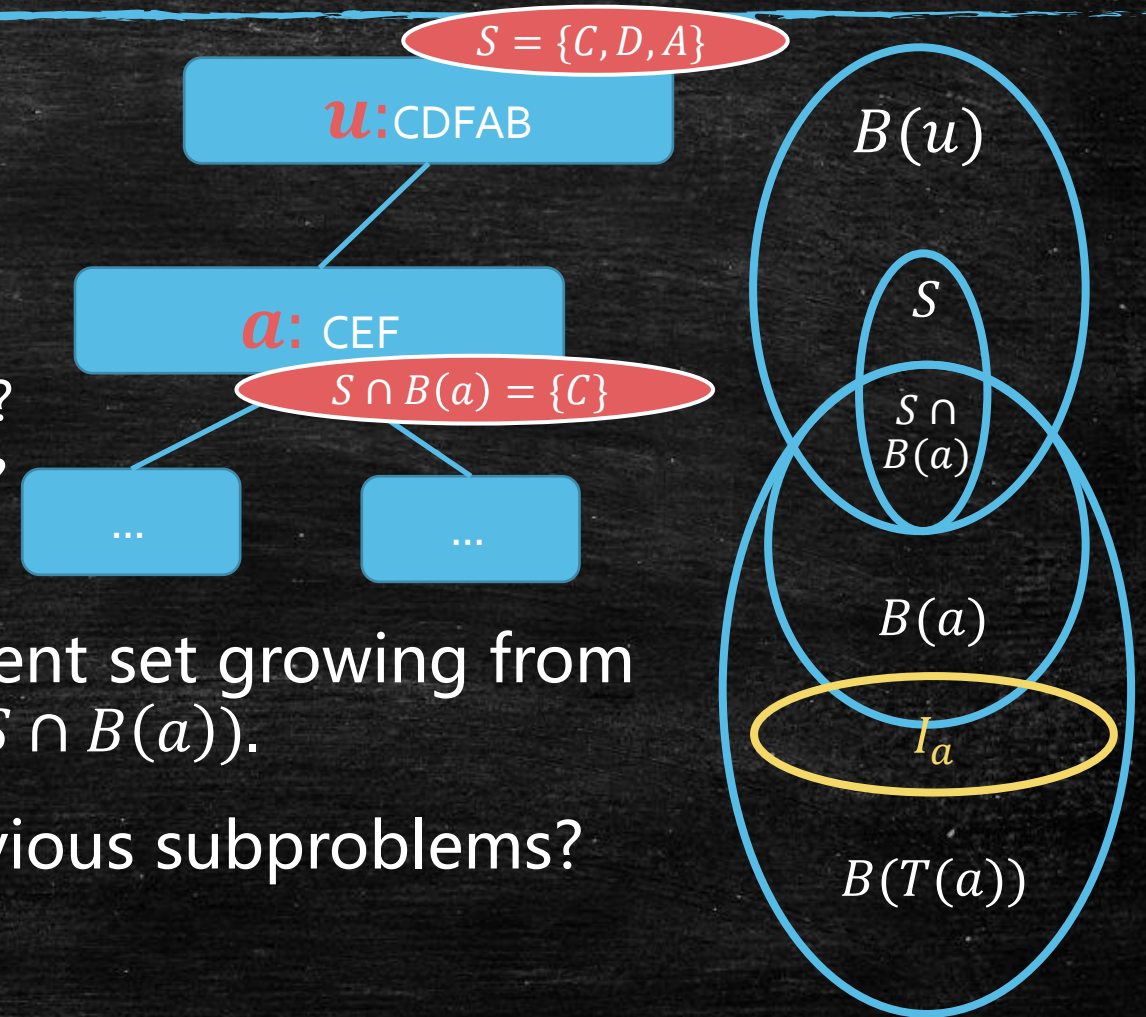 S = {C, D, A}
u:CDFAB
a: CEF
S ∩ B(a) = {C}
?
...
...
ent set growing from
S ∩ B(a)).
vious subproblems?
B(u)
S
S ∩
B(a)
B(a)
I_a
B(T(a))